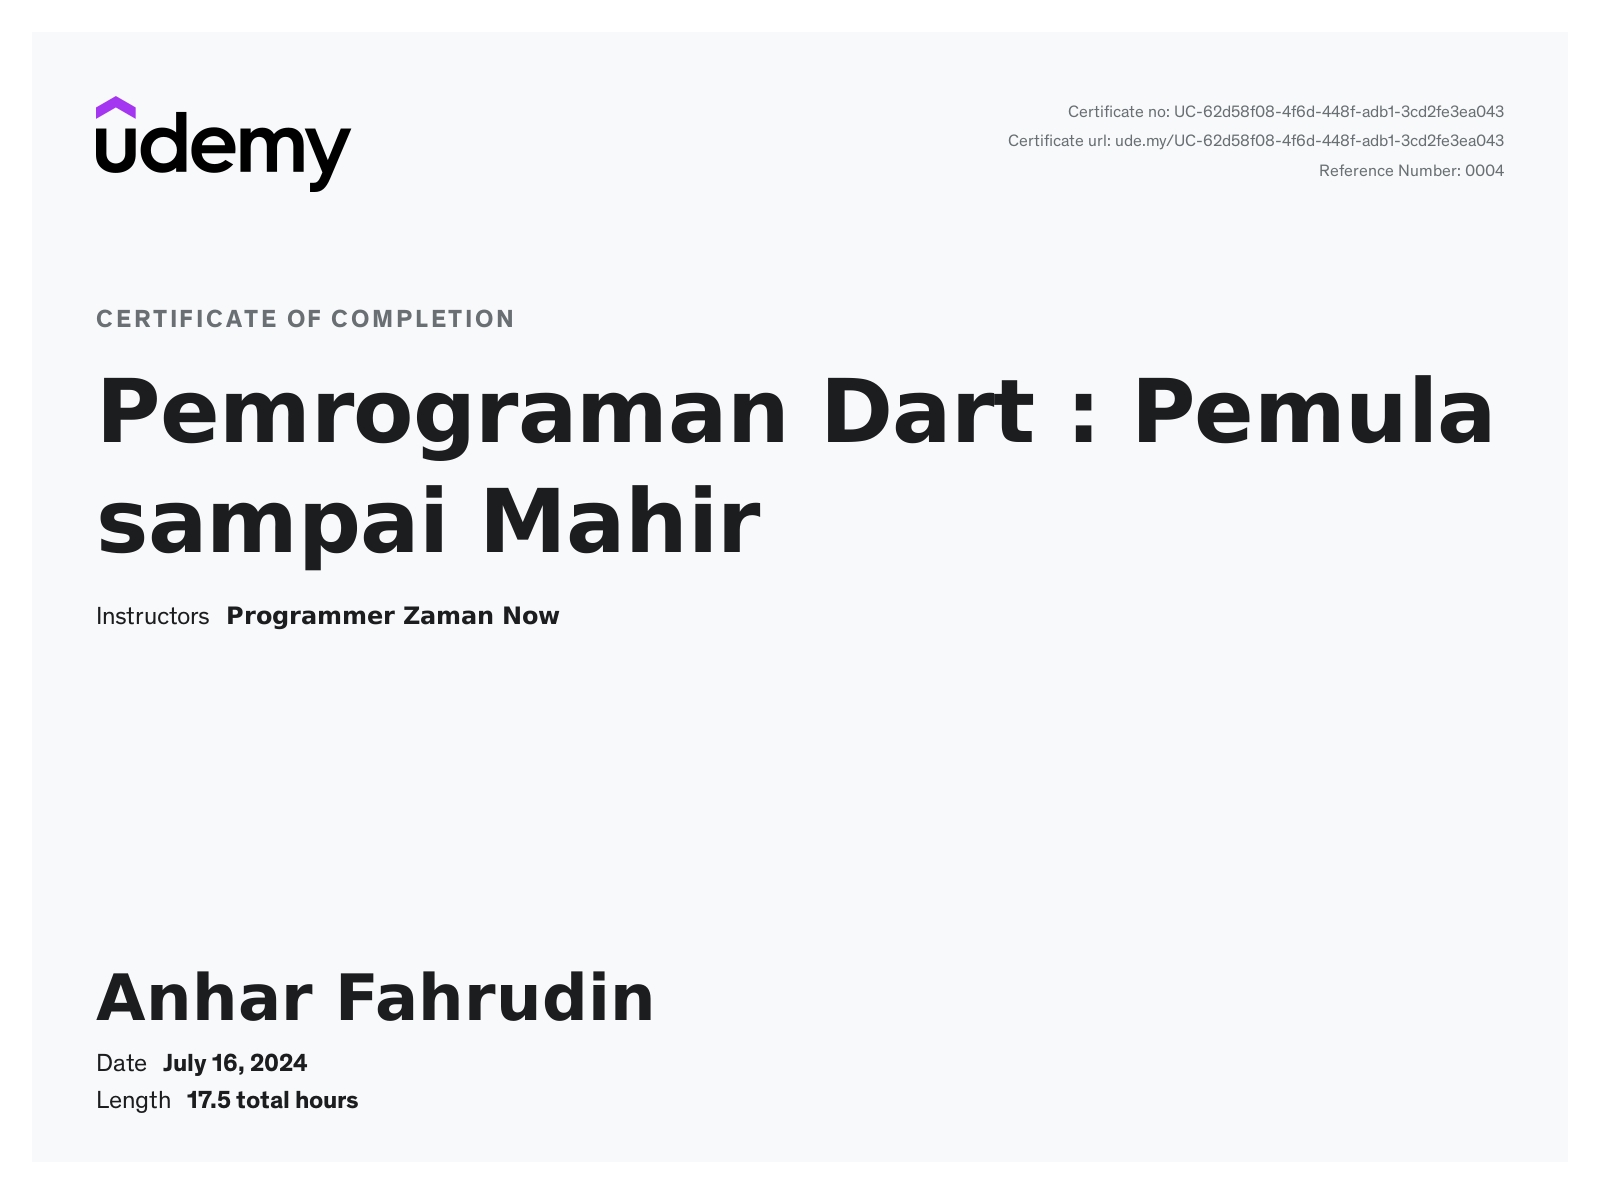 udemy
Certificate no: UC-62d58f08-4f6d-448f-adb1-3cd2fe3ea043
Certificate url: ude.my/UC-62d58f08-4f6d-448f-adb1-3cd2fe3ea043
Reference Number: 0004
CERTIFICATE OF COMPLETION
Pemrograman Dart : Pemula
sampai Mahir
Instructors Programmer Zaman Now
Anhar Fahrudin
Date July 16, 2024
Length 17.5 total hours